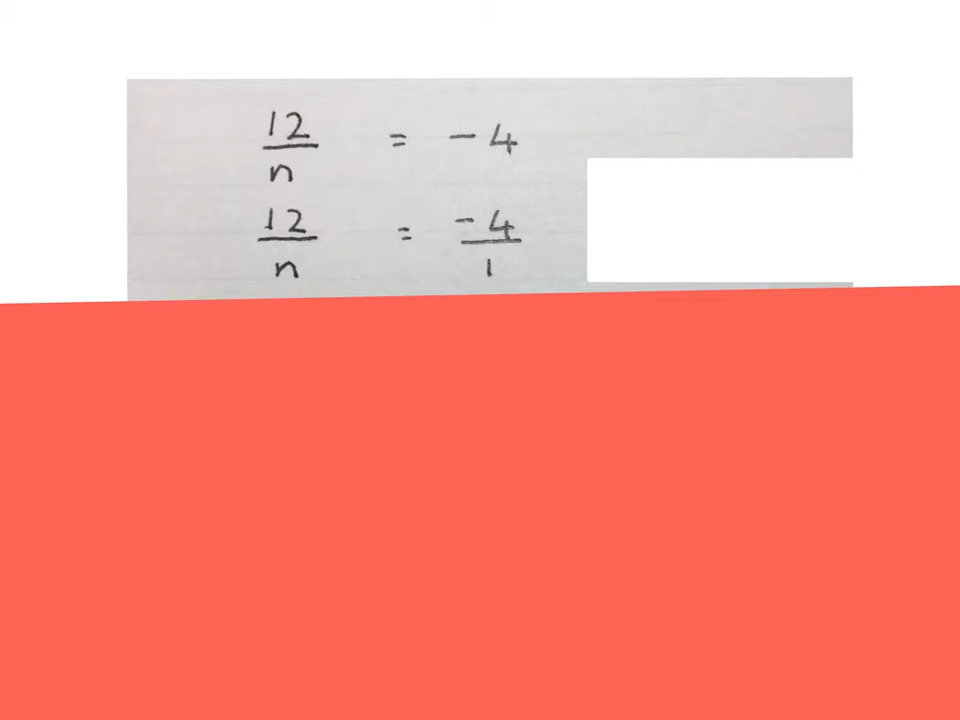 12/n = -4
12/n = -4/1